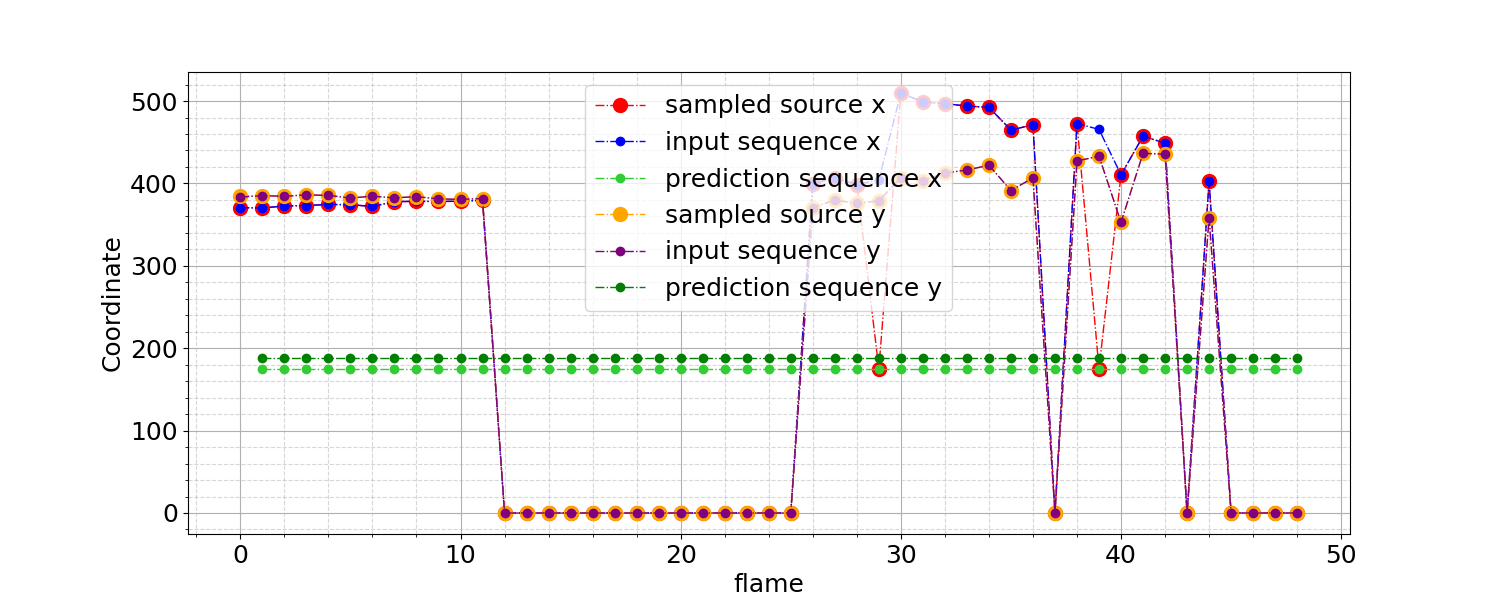 500
400
300
200
100
0
Coordinate
sampled source x
input sequence x
prediction sequence x
sampled source y
input sequence y
prediction sequence y
0 10 20 30 40 50
flame